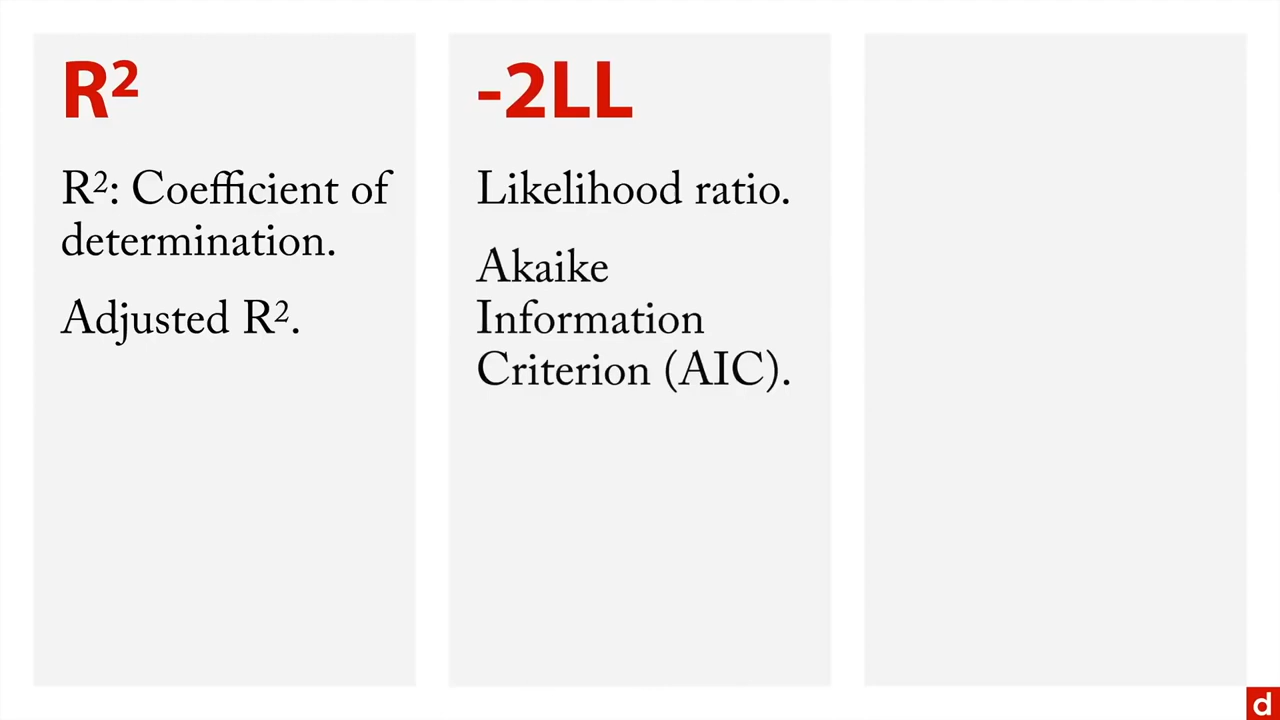 R²
R²: Coefficient of
determination.
Adjusted R².
-2LL
Likelihood ratio.
Akaike
Information
Criterion (AIC).
d